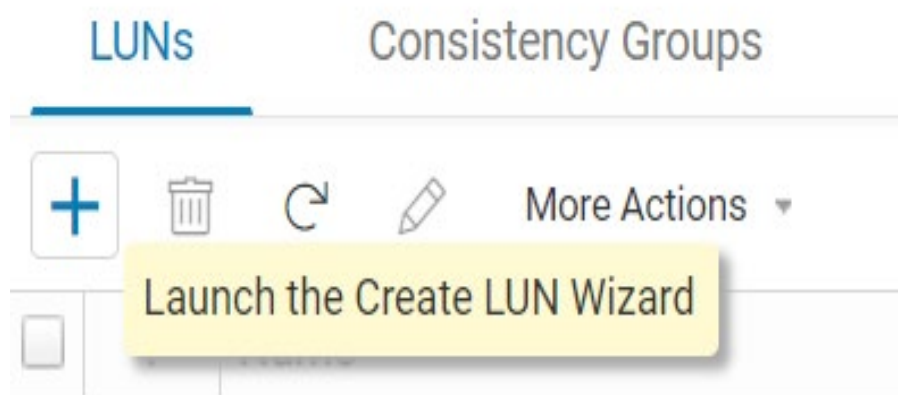 LUNs Consistency Groups
More Actions
Launch the Create LUN Wizard